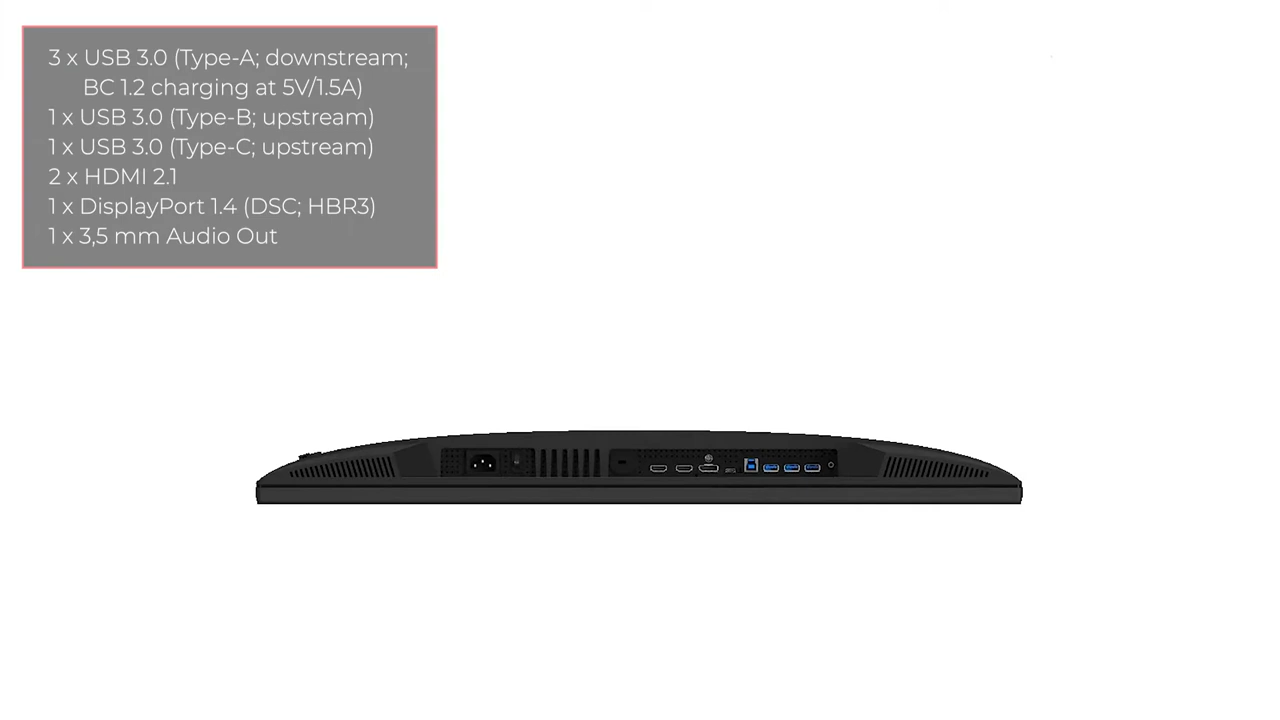 3 x USB 3.0 (Type-A; downstream;
BC 1.2 charging at 5V/1.5A)
1 x USB 3.0 (Type-B; upstream)
1 x USB 3.0 (Type-C; upstream)
2 x HDMI 2.1
1 x DisplayPort 1.4 (DSC; HBR3)
1 x 3,5 mm Audio Out